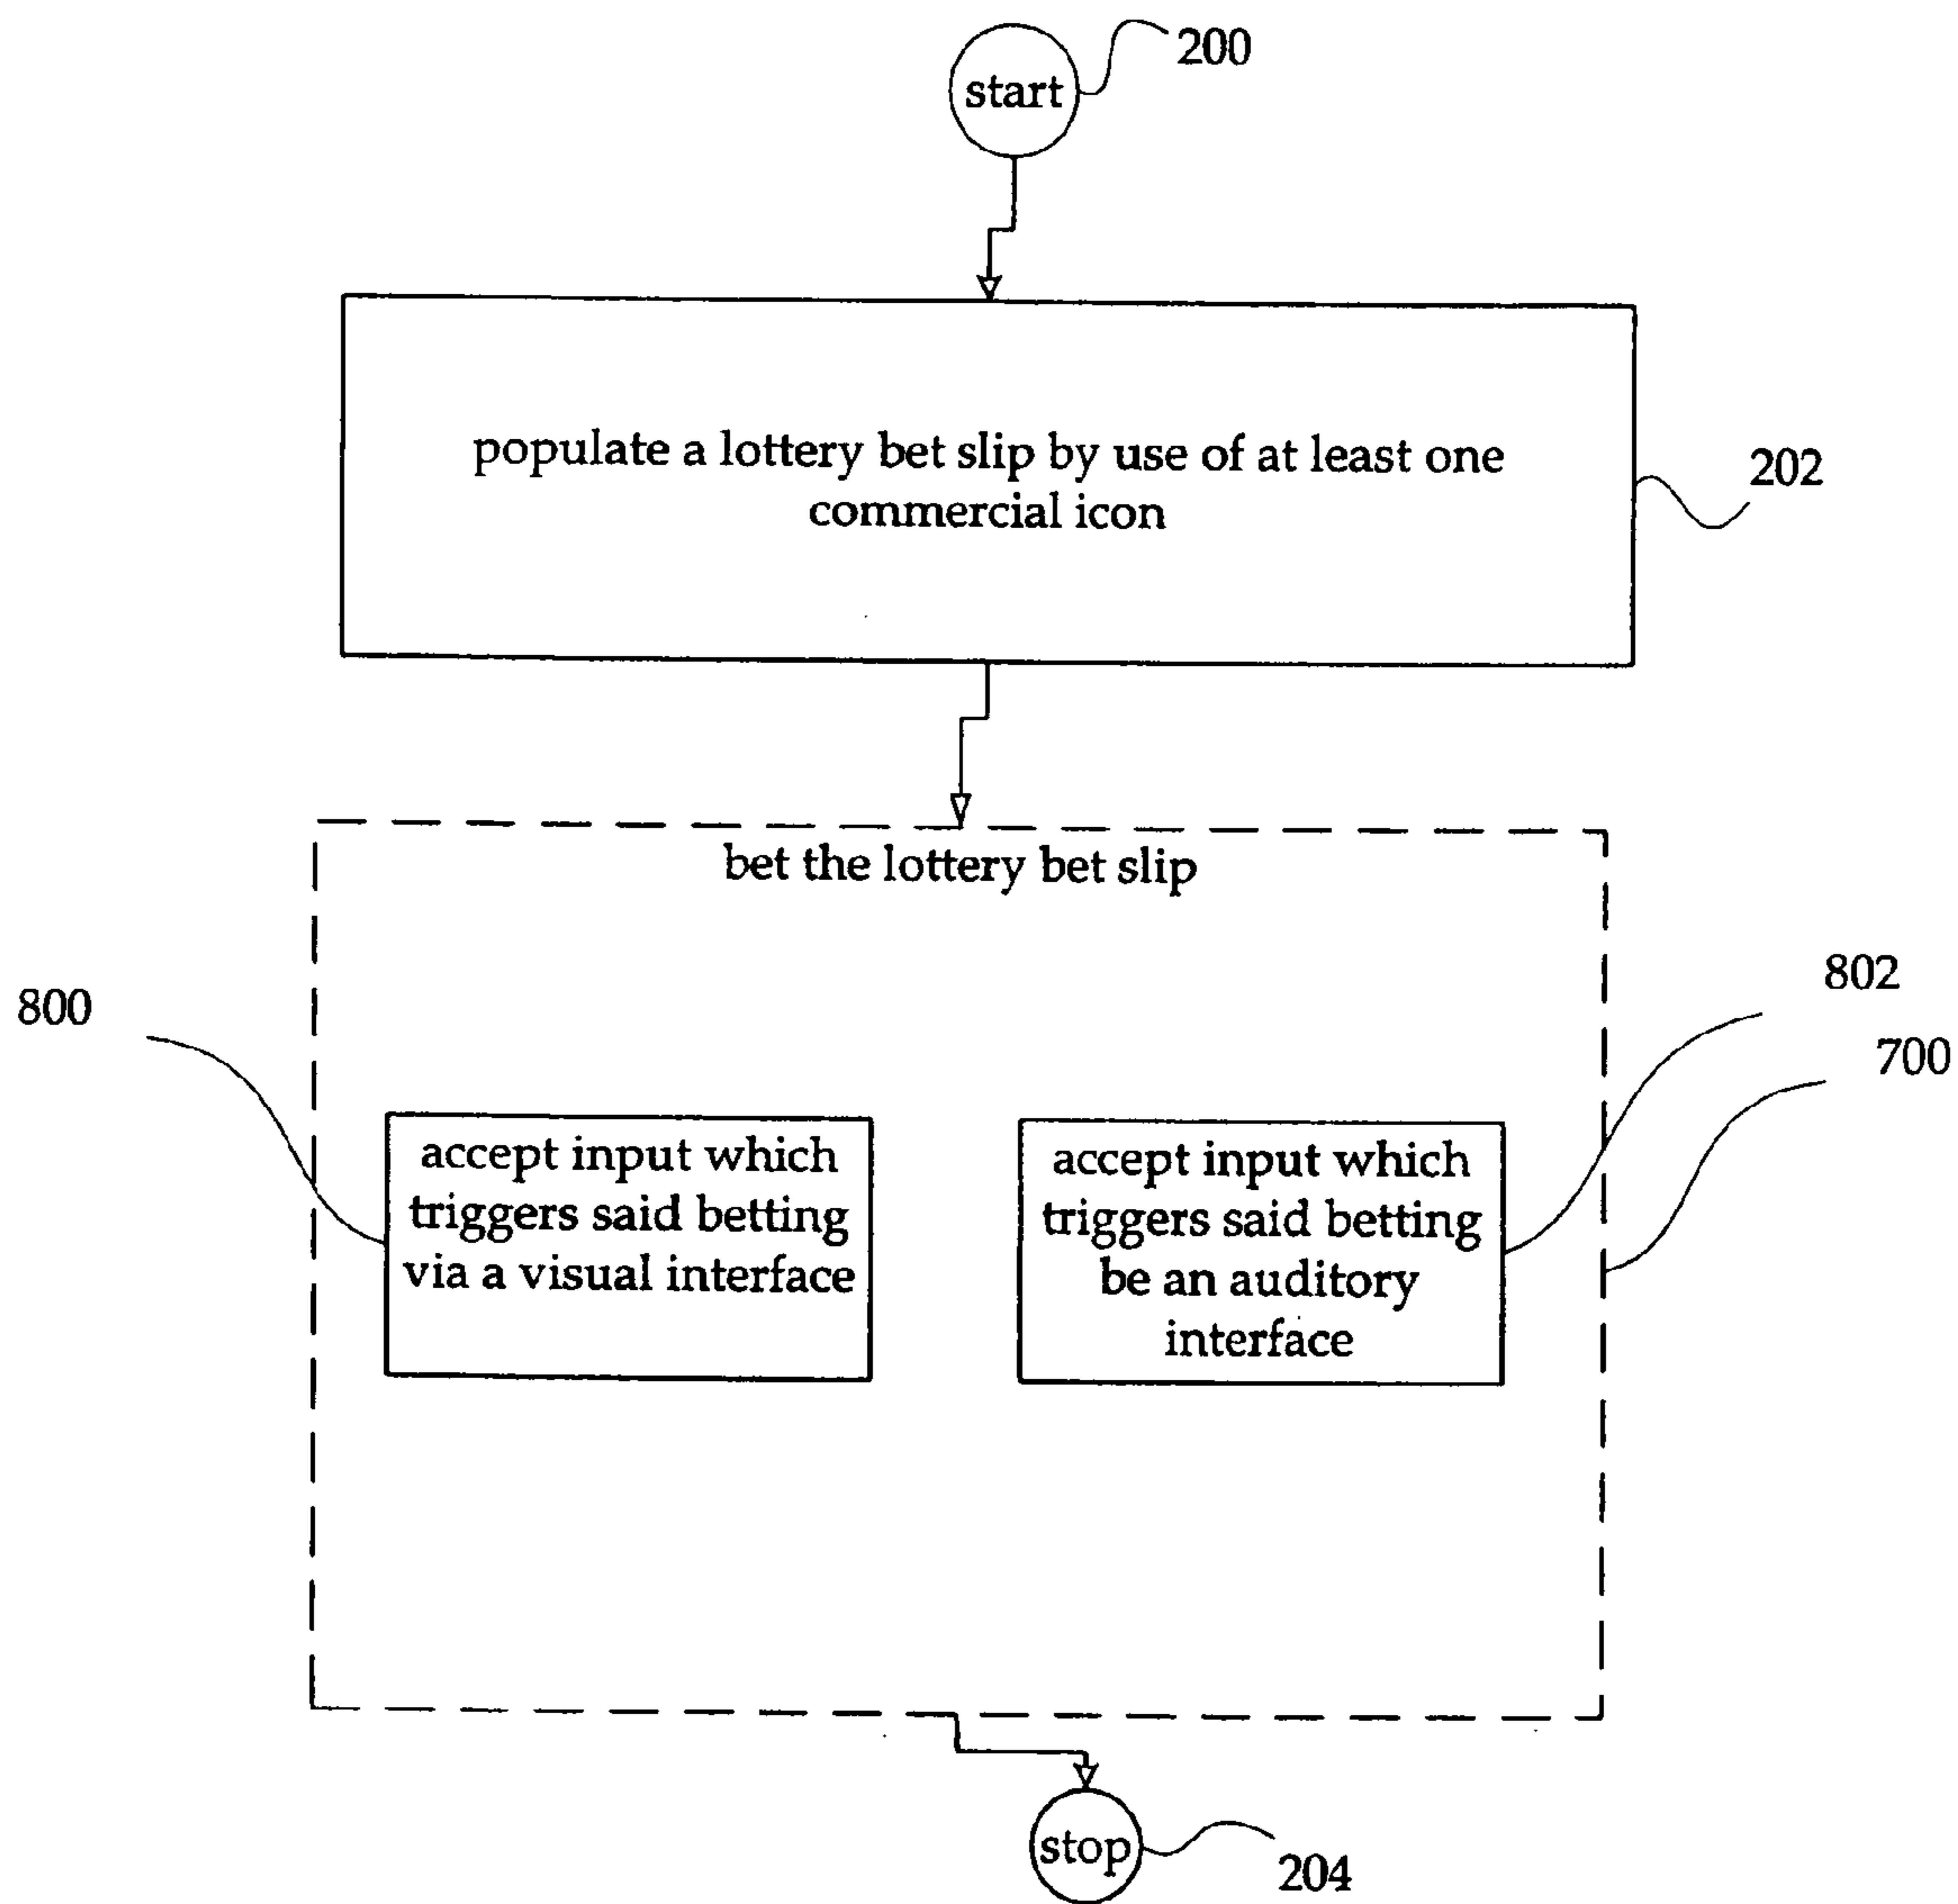 start
200
populate a lottery bet slip by use of at least one
commercial icon
202
bet the lottery bet slip
800
802
700
accept input which
triggers said betting
via a visual interface
accept input which
triggers said betting
be an auditory
interface
stop
204